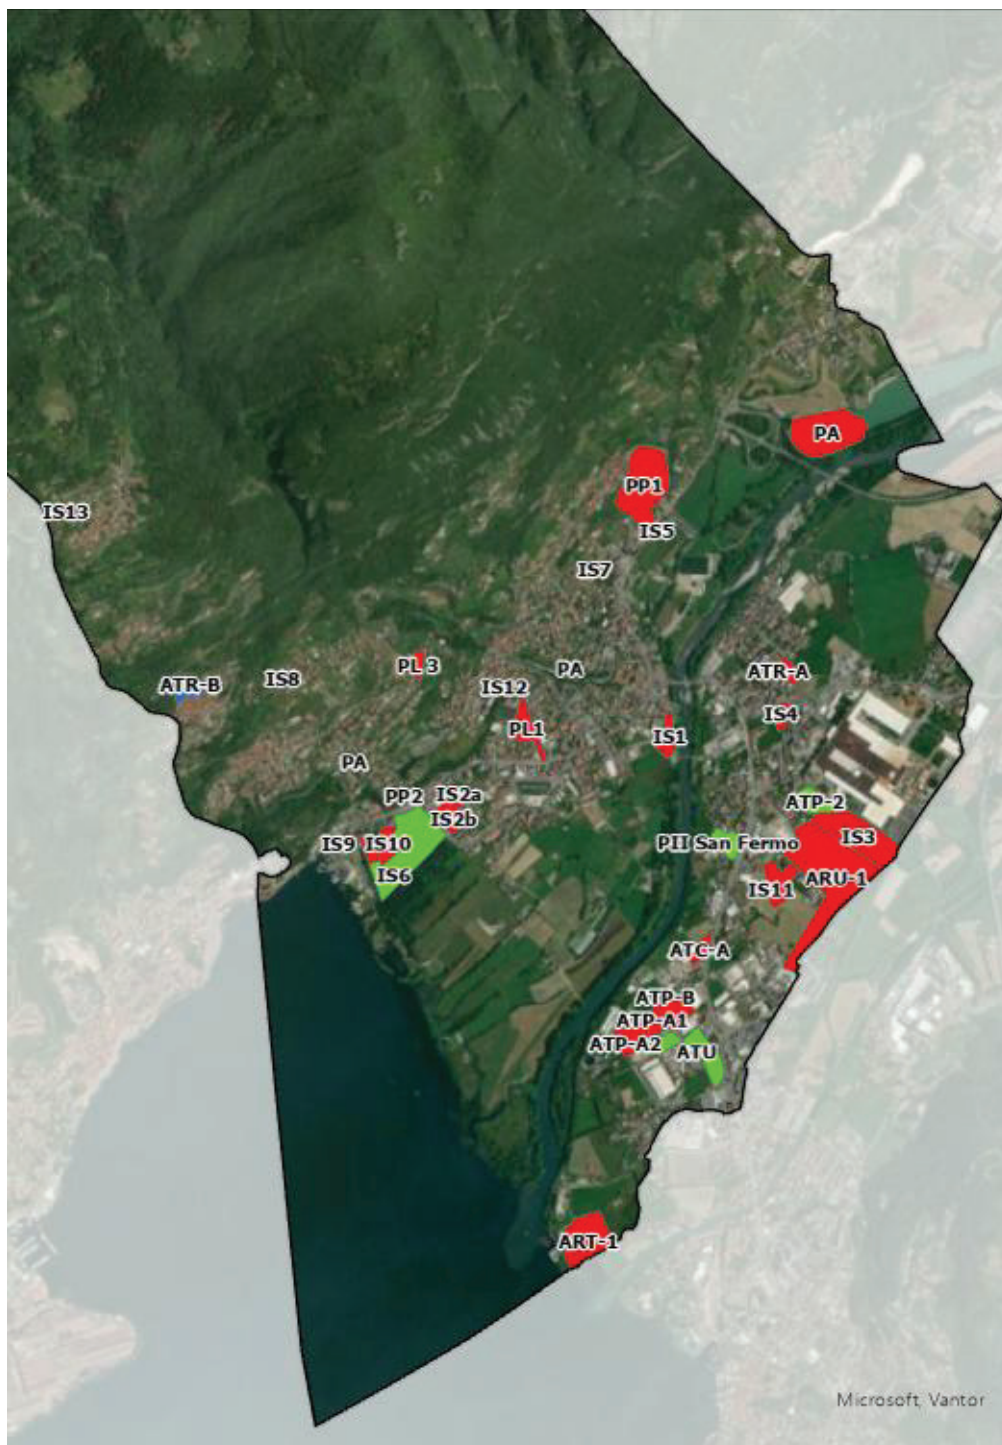 PA
PP1
IS13
IS5
IS7
PL 3
PA
ATR-A
ATR-B
IS8
IS12
IS4
PL1
IS1
PA
PP2
IS2a
ATP-2
IS2b
IS9
IS10
PII San Fermo
IS3
IS6
IS11
ARU-1
ATC-A
ATP-B
ATP-A1
ATP-A2
ATU
ART-1
Microsoft, Vantor